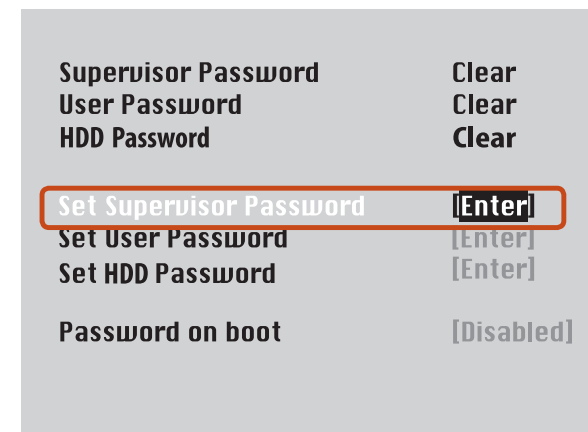 Supervisor Password Clear
User Password Clear
HDD Password Clear
Set Supervisor Password [Enter]
Set User Password [Enter]
Set HDD Password [Enter]
Password on boot [Disabled]